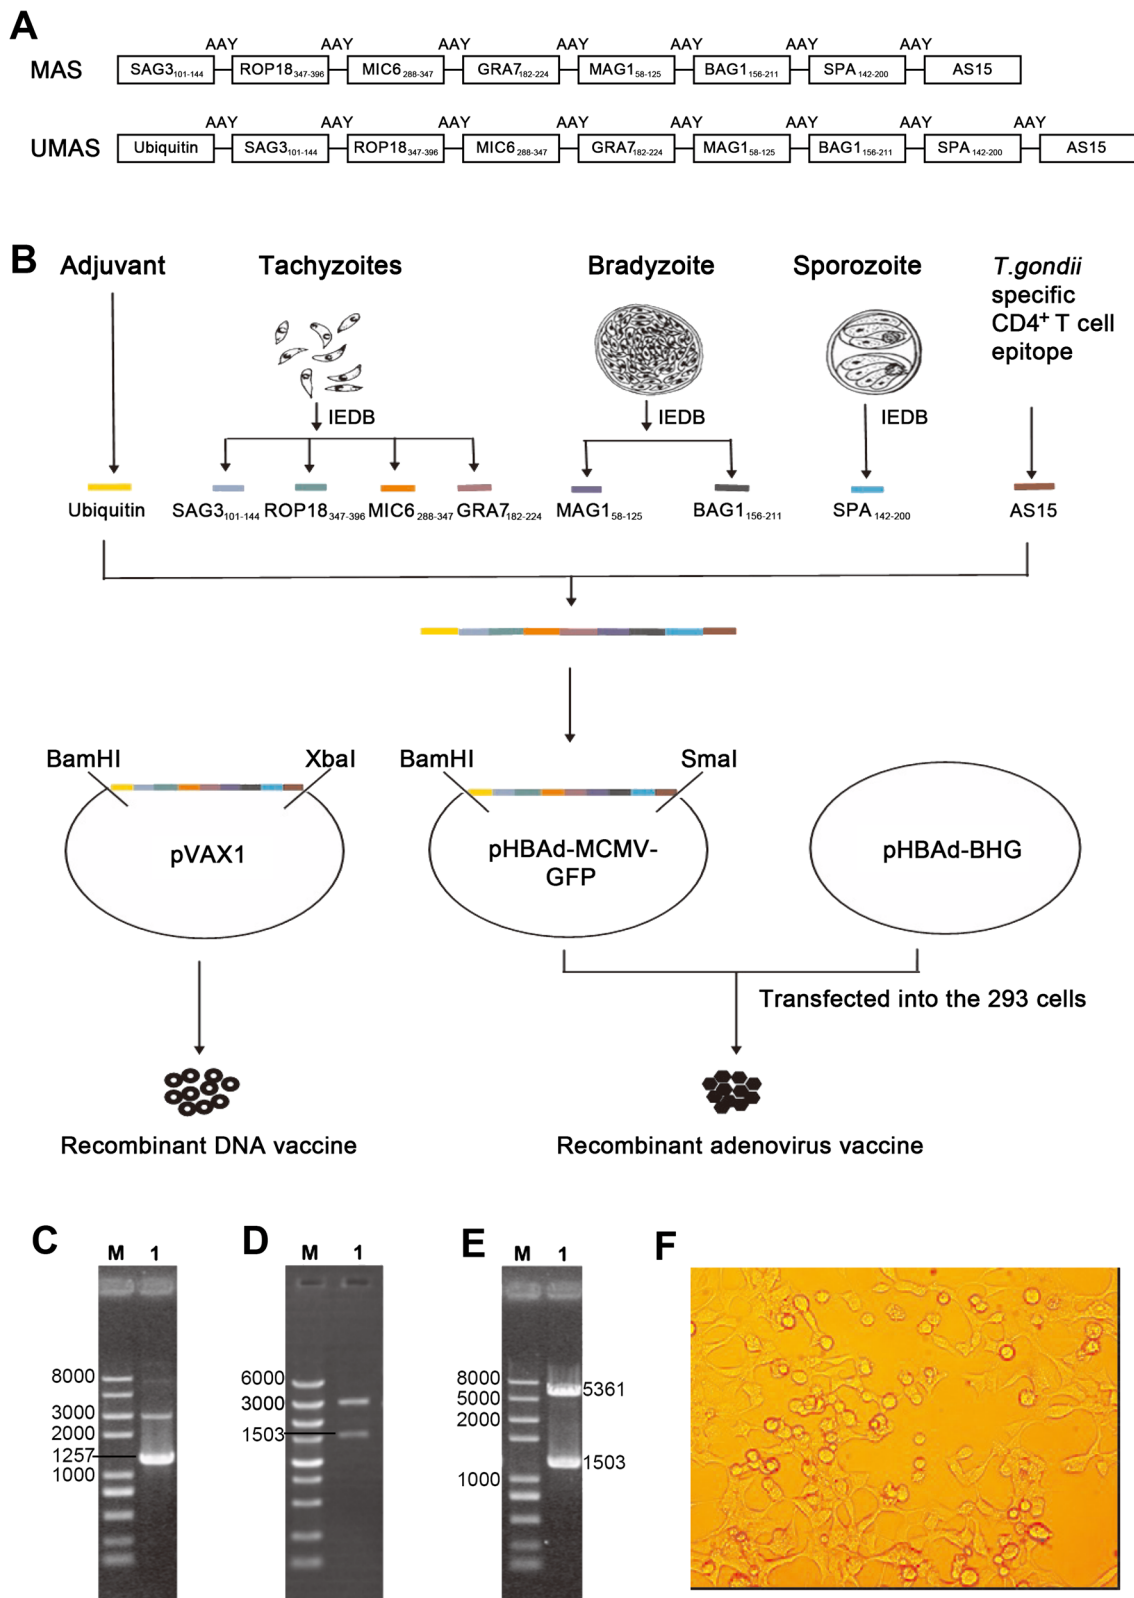 A
AAY AAY AAY AAY AAY AAY AAY
MAS SAG3101-144 ROP18347-396 MIC6288-347 GRA7182-224 MAG158-125 BAG1156-211 SPA142-200 AS15
AAY AAY AAY AAY AAY AAY AAY AAY
UMAS Ubiquitin SAG3101-144 ROP18347-396 MIC6288-347 GRA7182-224 MAG158-125 BAG1156-211 SPA142-200 AS15
B
Adjuvant Tachyzoites Bradyzoite Sporozoite T.gondii
specific
CD4+ T cell
epitope
IEDB IEDB IEDB
Ubiquitin SAG3101-144 ROP18347-396 MIC6288-347 GRA7182-224 MAG158-125 BAG1156-211 SPA142-200 AS15
BamHI XbaI BamHI SmaI
pVAX1 pHBAd-MCMV-
GFP
pHBAd-BHG
Transfected into the 293 cells
Recombinant DNA vaccine Recombinant adenovirus vaccine
C
M 1
8000
3000
2000
1257
1000
D
M 1
6000
3000
1503
E
M 1
8000
5000
2000
1000
5361
1503
F